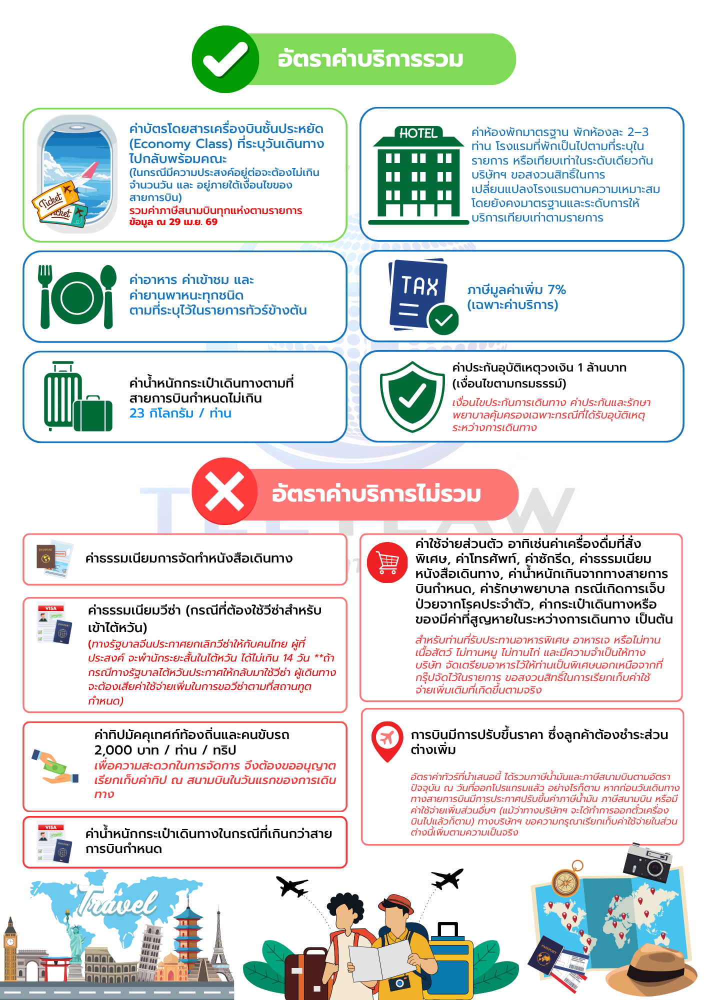 อัตราค่าบริการรวม
ค่าบัตรโดยสารเครื่องบินชั้นประหยัด
(Economy Class) ที่ระบุวันเดินทาง
ไปกลับพร้อมคณะ
(ในกรณีมีความประสงค์อยู่ต่อจะต้องไม่เกิน
จำนวนวัน และ อยู่ภายใต้เงื่อนไขของ
สายการบิน)
รวมค่าภาษีสนามบินทุกแห่งตามรายการ
ข้อมูล ณ 29 เม.ย. 69
Ticket
Ticket
HOTEL
ค่าห้องพักมาตรฐาน พักห้องละ 2–3
ท่าน โรงแรมที่พักเป็นไปตามที่ระบุใน
รายการ หรือเทียบเท่าในระดับเดียวกัน
บริษัทฯ ขอสงวนสิทธิ์ในการ
เปลี่ยนแปลงโรงแรมตามความเหมาะสม
โดยยังคงมาตรฐานและระดับการให้
บริการเทียบเท่าตามรายการ
ค่าอาหาร ค่าเข้าชม และ
ค่ายานพาหนะทุกชนิด
ตามที่ระบุไว้ในรายการทัวร์ข้างต้น
TAX
ภาษีมูลค่าเพิ่ม 7%
(เฉพาะค่าบริการ)
ค่าน้ำหนักกระเป๋าเดินทางตามที่
สายการบินกำหนดไม่เกิน
23 กิโลกรัม / ท่าน
ค่าประกันอุบัติเหตุวงเงิน 1 ล้านบาท
(เงื่อนไขตามกรมธรรม์)
เงื่อนไขประกันการเดินทาง ค่าประกันและรักษา
พยาบาลคุ้มครองเฉพาะกรณีที่ได้รับอุบัติเหตุ
ระหว่างการเดินทาง
อัตราค่าบริการไม่รวม
PASSPORT
ค่าธรรมเนียมการจัดทำหนังสือเดินทาง
VISA
PASSPORT
ค่าธรรมเนียมวีซ่า (กรณีที่ต้องใช้วีซ่าสำหรับ
เข้าไต้หวัน)
(ทางรัฐบาลจีนประกาศยกเลิกวีซ่าให้กับคนไทย ผู้ที่
ประสงค์ จะพำนักระยะสั้นในไต้หวัน ได้ไม่เกิน 14 วัน **ถ้า
กรณีทางรัฐบาลไต้หวันประกาศให้กลับมาใช้วีซ่า ผู้เดินทาง
จะต้องเสียค่าใช้จ่ายเพิ่มในการขอวีซ่าตามที่สถานทูต
กำหนด)
ค่าทิปมัคคุเทศก์ท้องถิ่นและคนขับรถ
2,000 บาท / ท่าน / ทริป
เพื่อความสะดวกในการจัดการ จึงต้องขออนุญาต
เรียกเก็บค่าทิป ณ สนามบินในวันแรกของการเดิน
ทาง
VISA
PASSPORT
ค่าน้ำหนักกระเป๋าเดินทางในกรณีที่เกินกว่าสาย
การบินกำหนด
ค่าใช้จ่ายส่วนตัว อาทิเช่นค่าเครื่องดื่มที่สั่ง
พิเศษ, ค่าโทรศัพท์, ค่าซักรีด, ค่าธรรมเนียม
หนังสือเดินทาง, ค่าน้ำหนักเกินจากทางสายการ
บินกำหนด, ค่ารักษาพยาบาล กรณีเกิดการเจ็บ
ป่วยจากโรคประจำตัว, ค่ากระเป๋าเดินทางหรือ
ของมีค่าที่สูญหายในระหว่างการเดินทาง เป็นต้น
สำหรับท่านที่รับประทานอาหารพิเศษ อาหารเจ หรือไม่ทาน
เนื้อสัตว์ ไม่ทานหมู ไม่ทานไก่ และมีความจำเป็นให้ทาง
บริษัท จัดเตรียมอาหารไว้ให้ท่านเป็นพิเศษนอกเหนือจากที่
กรุ๊ปจัดไว้ในรายการ ขอสงวนสิทธิ์ในการเรียกเก็บค่าใช้
จ่ายเพิ่มเติมที่เกิดขึ้นตามจริง
การบินมีการปรับขึ้นราคา ซึ่งลูกค้าต้องชำระส่วน
ต่างเพิ่ม
อัตราค่าทัวร์ที่นำเสนอนี้ ได้รวมภาษีน้ำมันและภาษีสนามบินตามอัตรา
ปัจจุบัน ณ วันที่ออกโปรแกรมแล้ว อย่างไรก็ตาม หากก่อนวันเดินทาง
ทางสายการบินมีการประกาศปรับขึ้นค่าภาษีน้ำมัน ภาษีสนามบิน หรือมี
ค่าใช้จ่ายเพิ่มส่วนอื่นๆ (แม้ว่าทางบริษัทฯ จะได้ทำการออกตั๋วเครื่อง
บินไปแล้วก็ตาม) ทางบริษัทฯ ขอความกรุณาเรียกเก็บค่าใช้จ่ายในส่วน
ต่างนี้เพิ่มตามความเป็นจริง
Travel
PASSPORT